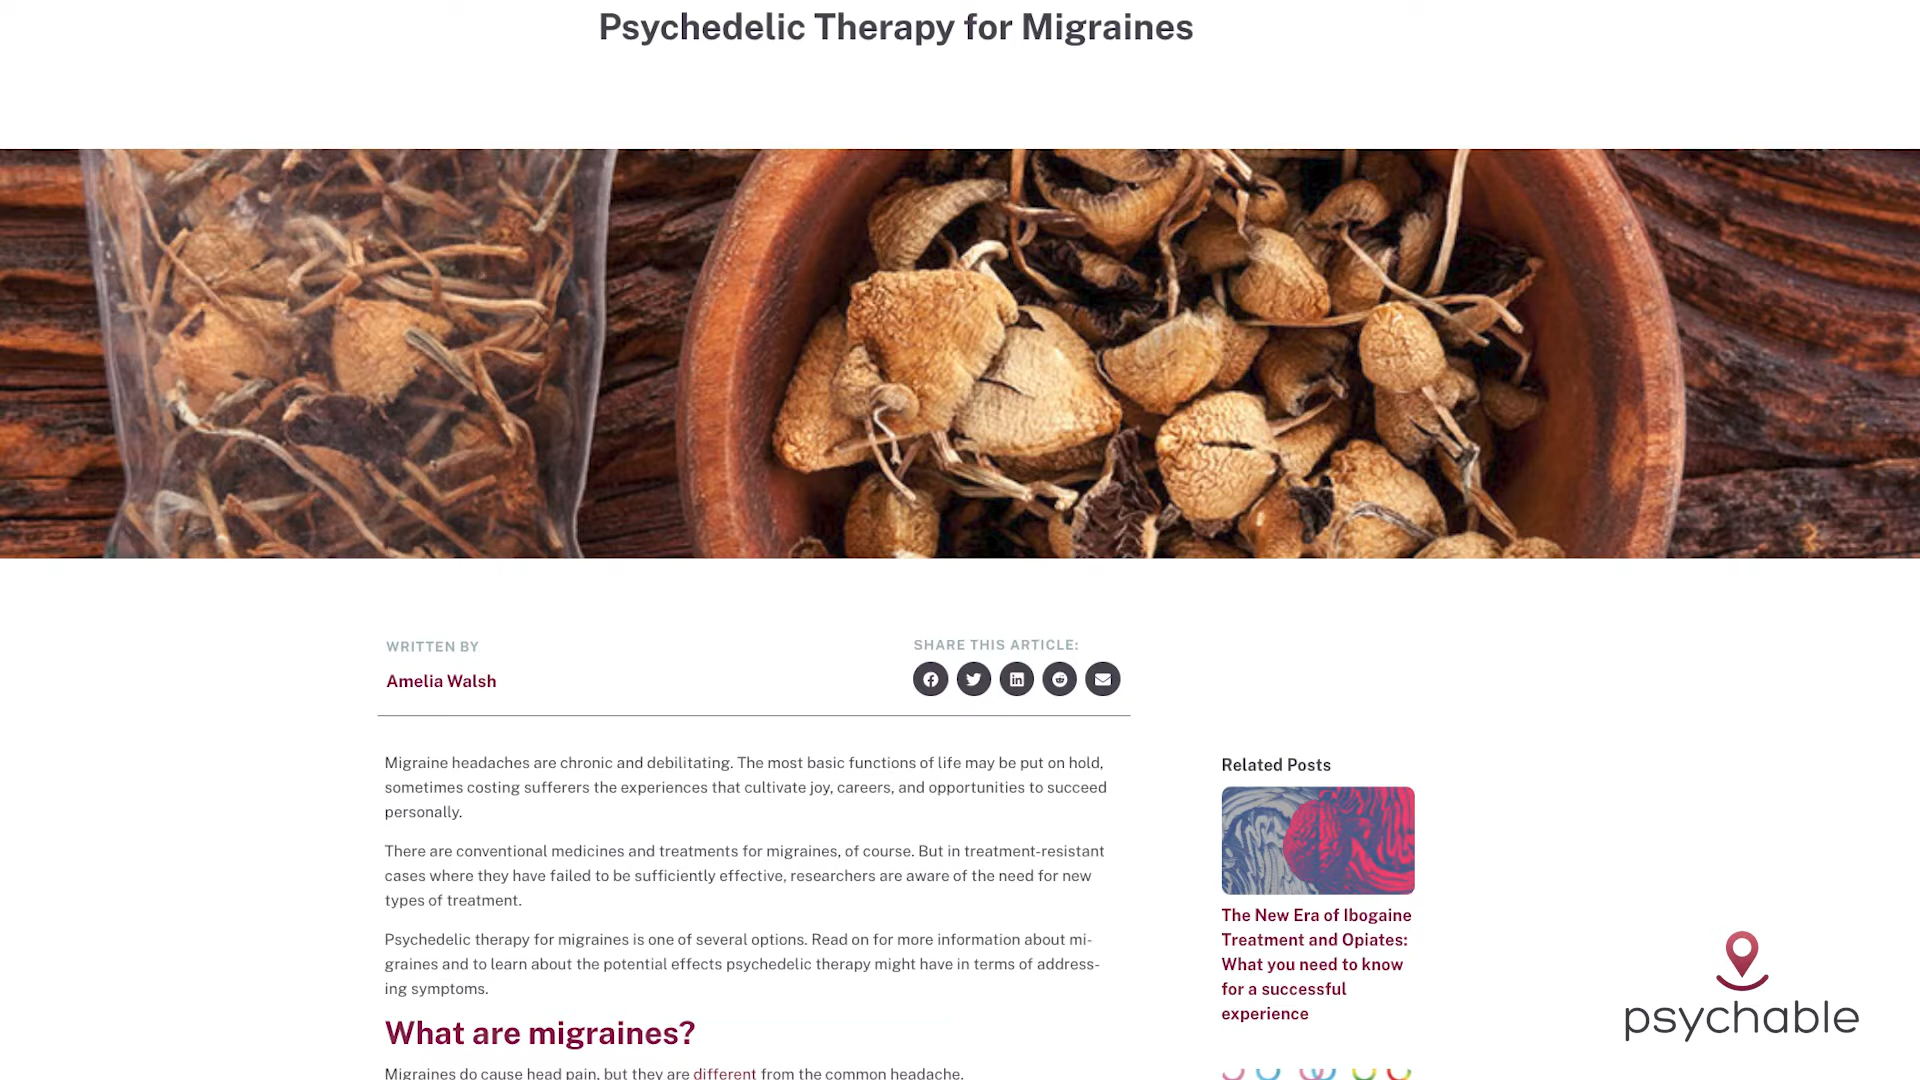 Psychedelic Therapy for Migraines
WRITTEN BY
Amelia Walsh
SHARE THIS ARTICLE:
Migraine headaches are chronic and debilitating. The most basic functions of life may be put on hold,
sometimes costing sufferers the experiences that cultivate joy, careers, and opportunities to succeed
personally.
There are conventional medicines and treatments for migraines, of course. But in treatment-resistant
cases where they have failed to be sufficiently effective, researchers are aware of the need for new
types of treatment.
Psychedelic therapy for migraines is one of several options. Read on for more information about mi-
graines and to learn about the potential effects psychedelic therapy might have in terms of address-
ing symptoms.
What are migraines?
Migraines do cause head pain, but they are different from the common headache.
Related Posts
The New Era of Ibogaine
Treatment and Opiates:
What you need to know
for a successful
experience
psychable